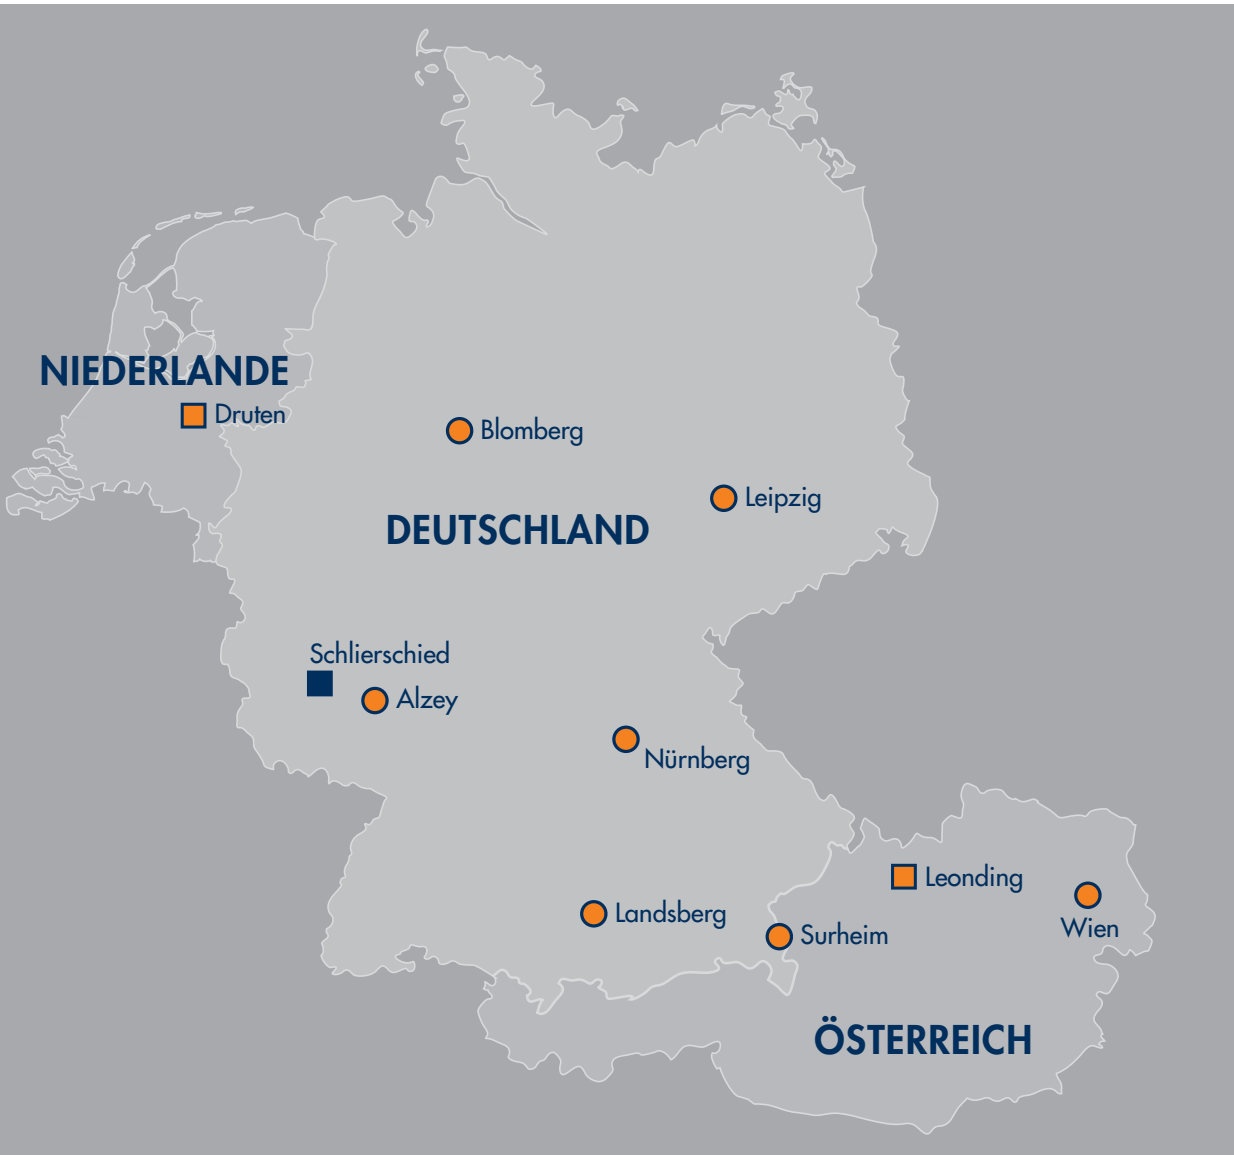 NIEDERLANDE
Druten
Blomberg
Leipzig
DEUTSCHLAND
Schlierschied
Alzey
Nürnberg
Leonding
Landsberg
Wien
Surheim
ÖSTERREICH